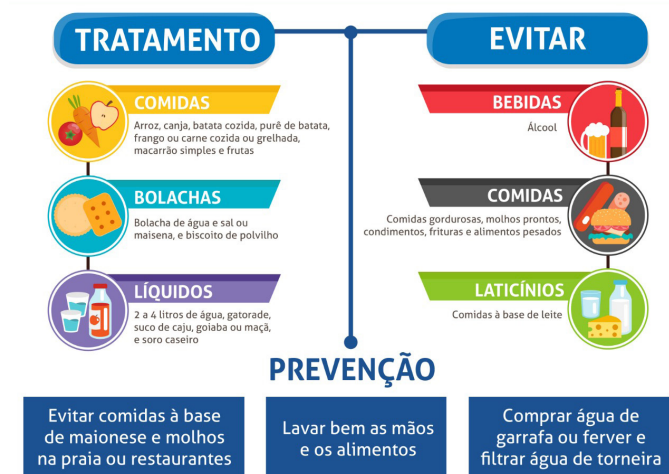 TRATAMENTO
COMIDAS
Arroz, canja, batata cozida, purê de batata,
frango ou carne cozida ou grelhada,
macarrão simples e frutas
BOLACHAS
Bolacha de água e sal ou
maisena, e biscoito de polvilho
LÍQUIDOS
2 a 4 litros de água, gatorade,
suco de caju, goiaba ou maçã,
e soro caseiro
EVITAR
BEBIDAS
Álcool
COMIDAS
Comidas gordurosas, molhos prontos,
condimentos, frituras e alimentos pesados
LATICÍNIOS
Comidas à base de leite
PREVENÇÃO
Evitar comidas à base
de maionese e molhos
na praia ou restaurantes
Lavar bem as mãos
e os alimentos
Comprar água de
garrafa ou ferver e
filtrar água de torneira